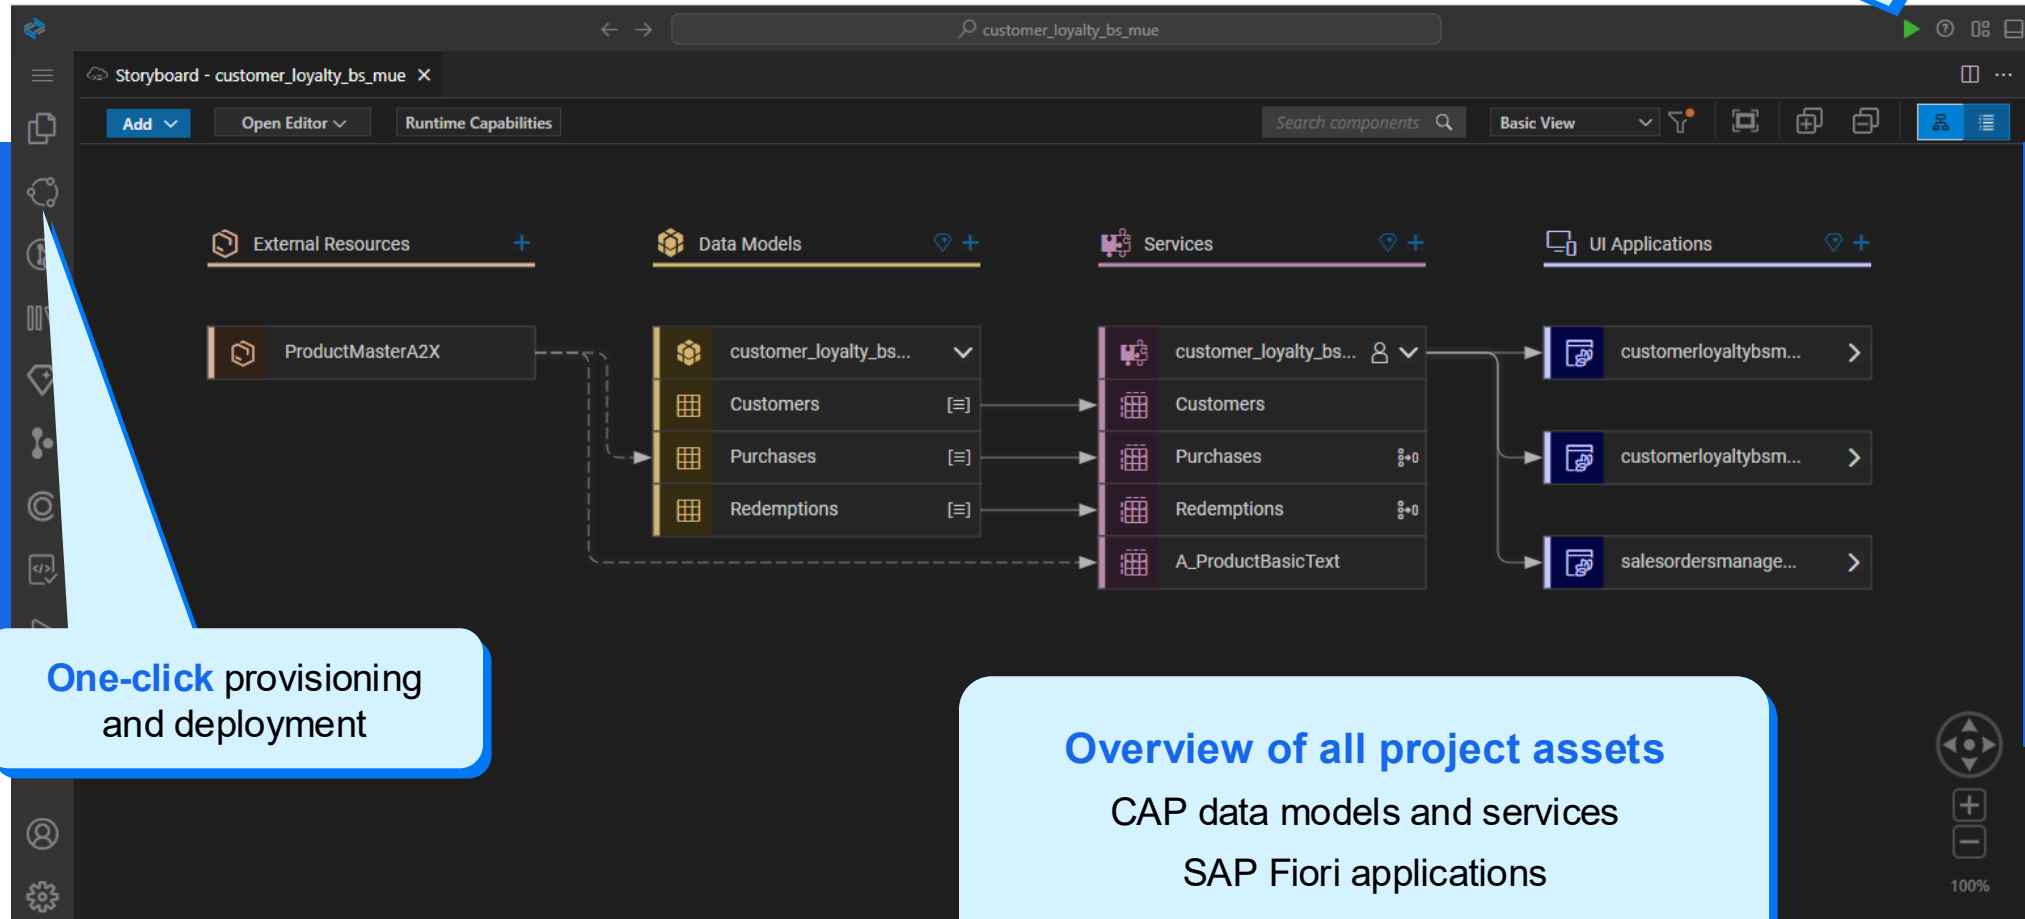 customer_loyalty_bs_mue
Storyboard - customer_loyalty_bs_mue
Add
Open Editor
Runtime Capabilities
Search components
Basic View
External Resources
Data Models
Services
UI Applications
ProductMasterA2X
customer_loyalty_bs...
customer_loyalty_bs...
customerloyaltybsm...
Customers
Customers
Purchases
Purchases
customerloyaltybsm...
Redemptions
Redemptions
A_ProductBasicText
salesordersmanage...
One-click provisioning
and deployment
Overview of all project assets
CAP data models and services
SAP Fiori applications
100%